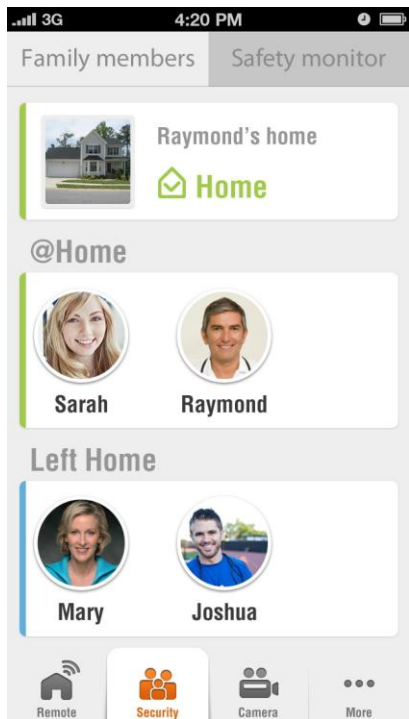 3G 4:20 PM
Family members Safety monitor
Raymond's home
Home
@Home
Sarah Raymond
Left Home
Mary Joshua
Remote Security Camera More